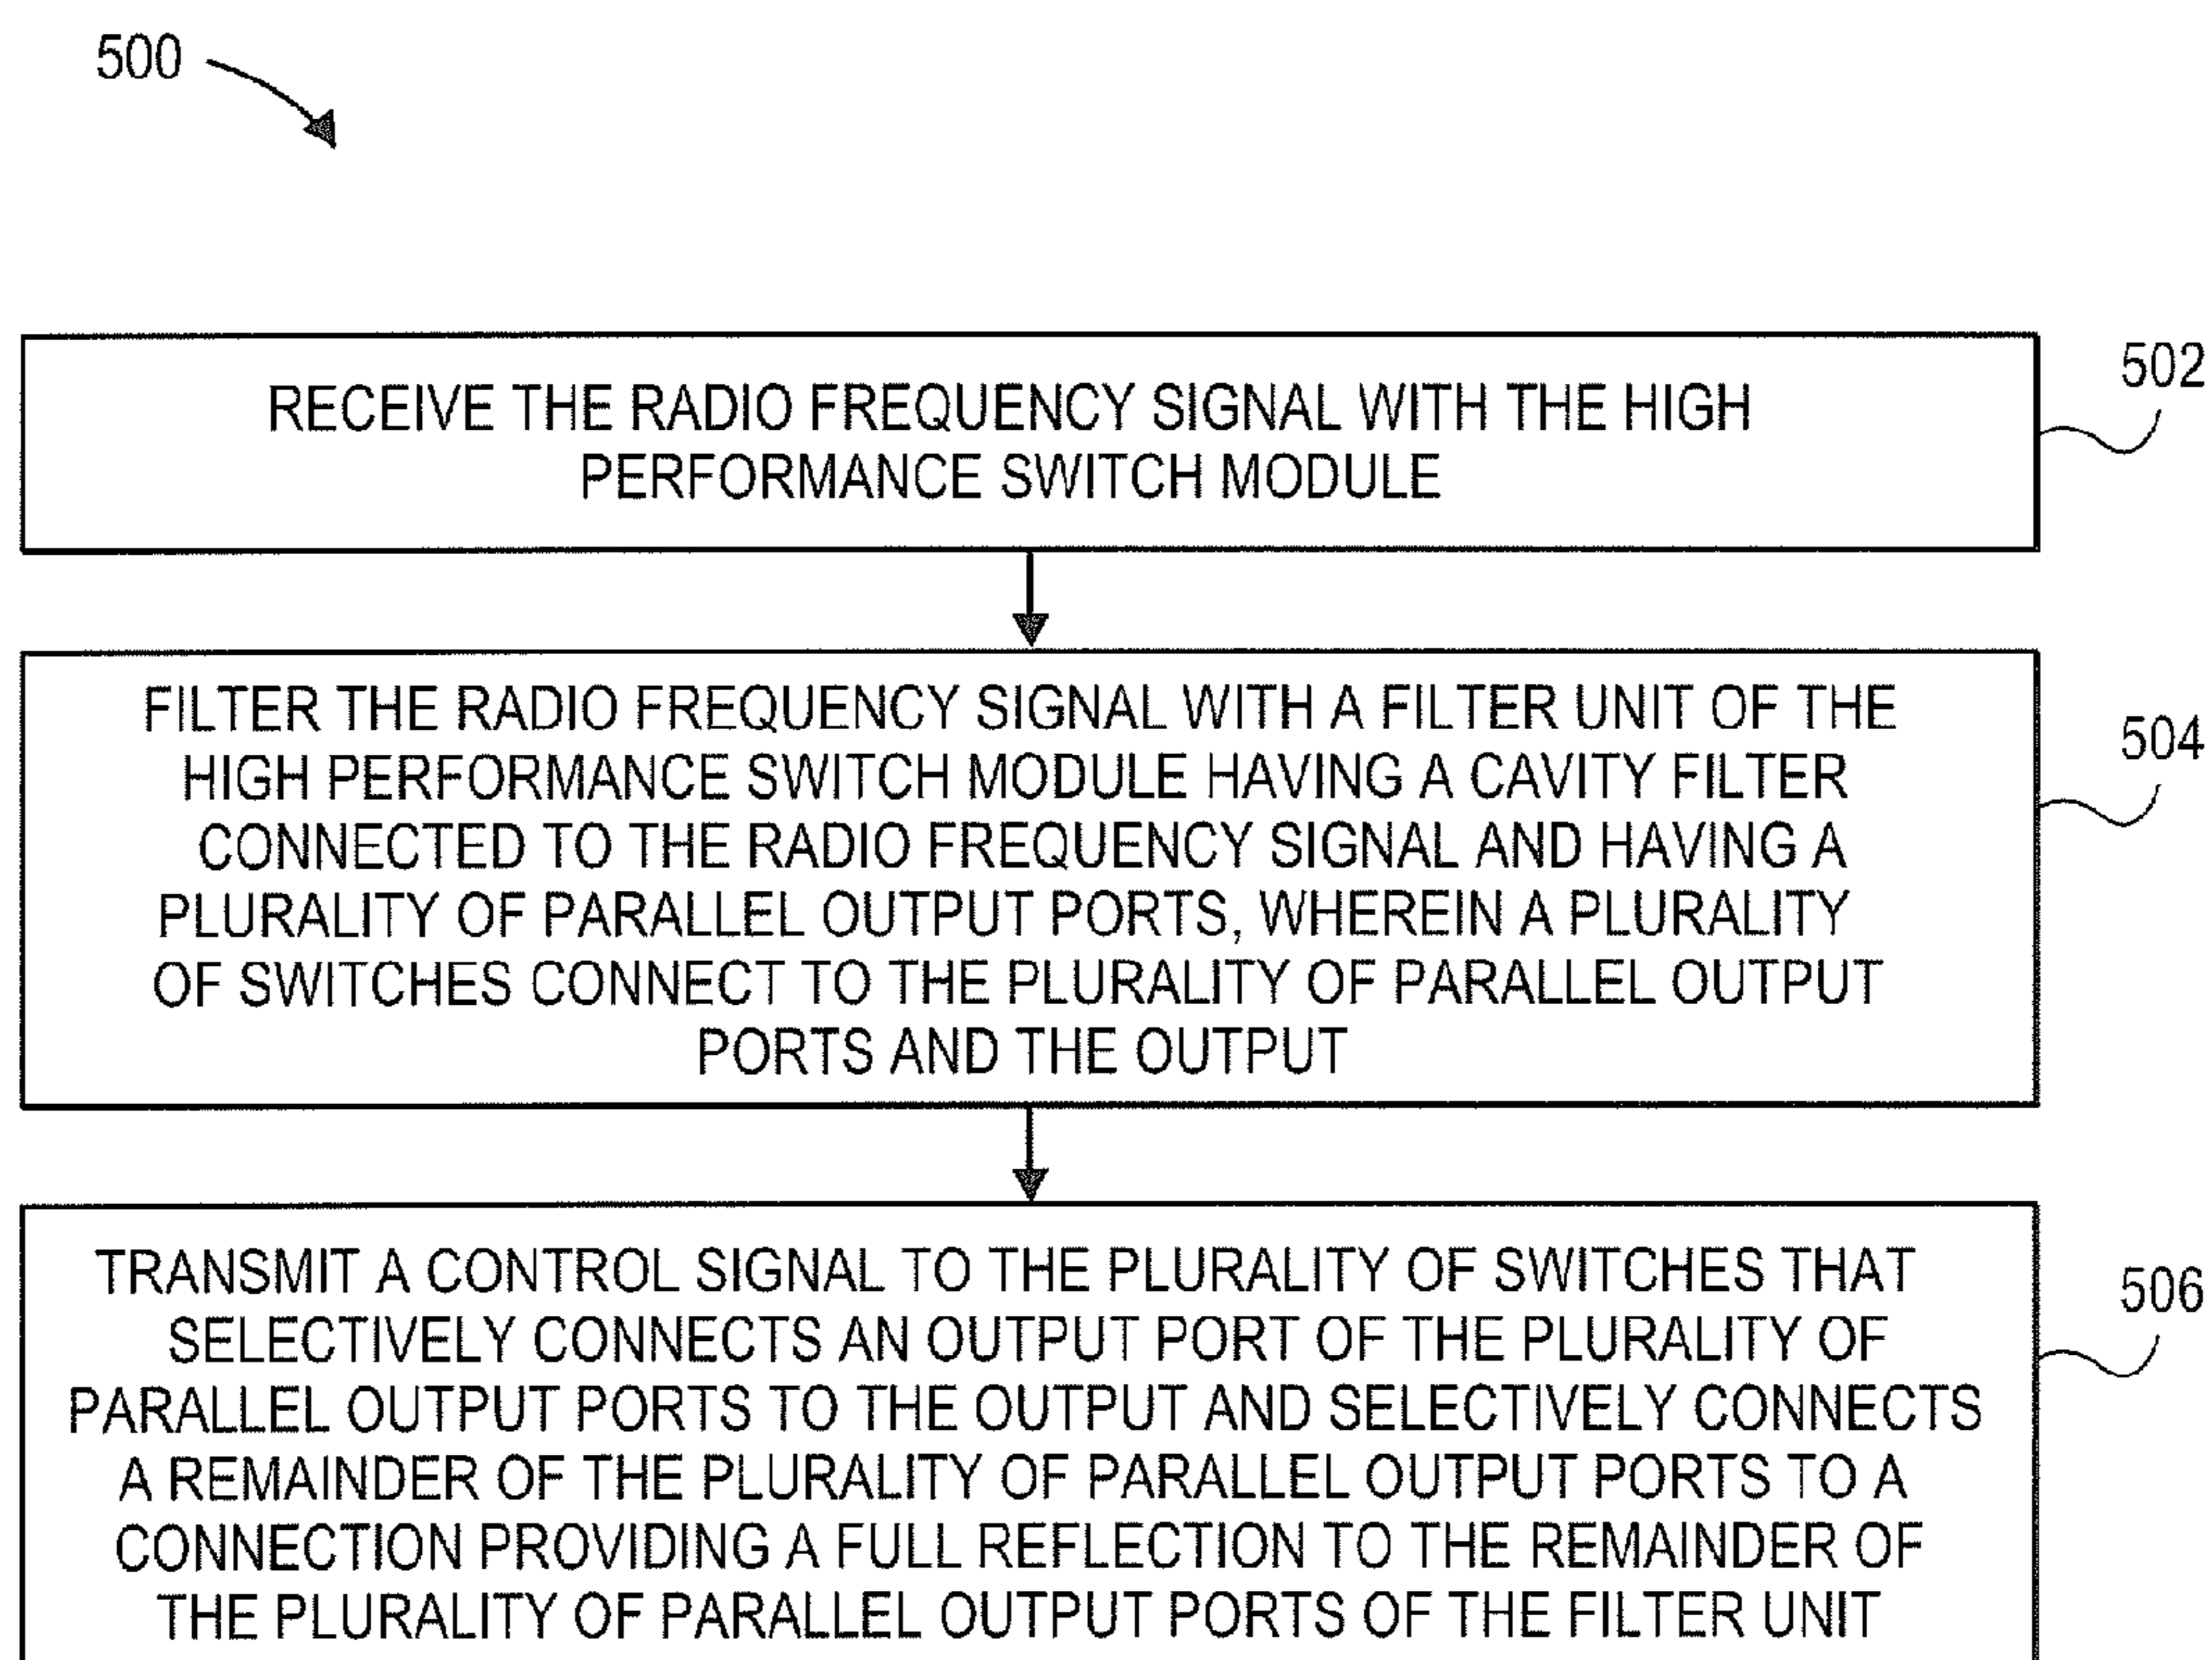 500
RECEIVE THE RADIO FREQUENCY SIGNAL WITH THE HIGH
PERFORMANCE SWITCH MODULE
502
FILTER THE RADIO FREQUENCY SIGNAL WITH A FILTER UNIT OF THE
HIGH PERFORMANCE SWITCH MODULE HAVING A CAVITY FILTER
CONNECTED TO THE RADIO FREQUENCY SIGNAL AND HAVING A
PLURALITY OF PARALLEL OUTPUT PORTS, WHEREIN A PLURALITY
OF SWITCHES CONNECT TO THE PLURALITY OF PARALLEL OUTPUT
PORTS AND THE OUTPUT
504
TRANSMIT A CONTROL SIGNAL TO THE PLURALITY OF SWITCHES THAT
SELECTIVELY CONNECTS AN OUTPUT PORT OF THE PLURALITY OF
PARALLEL OUTPUT PORTS TO THE OUTPUT AND SELECTIVELY CONNECTS
A REMAINDER OF THE PLURALITY OF PARALLEL OUTPUT PORTS TO A
CONNECTION PROVIDING A FULL REFLECTION TO THE REMAINDER OF
THE PLURALITY OF PARALLEL OUTPUT PORTS OF THE FILTER UNIT
506